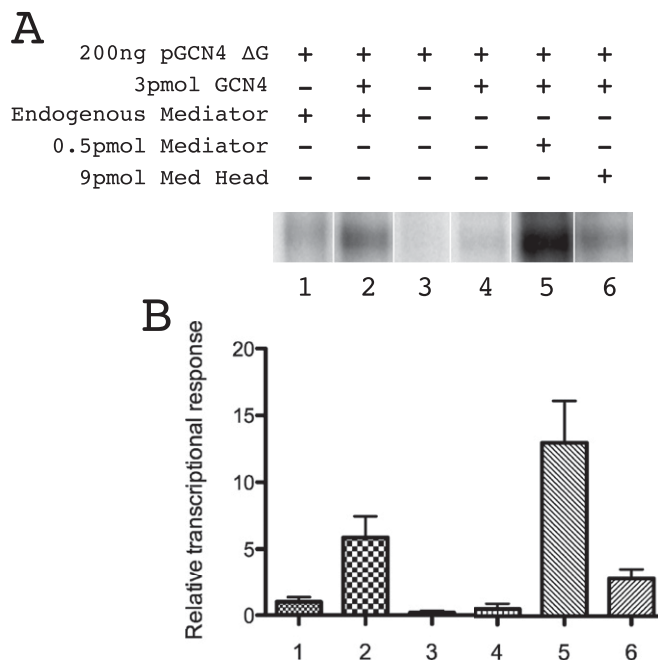 A
200ng pGCN4 ΔG + + + + + +
3pmol GCN4 – + – + + +
Endogenous Mediator + + – – – –
0.5pmol Mediator – – – – + –
9pmol Med Head – – – – – +
1 2 3 4 5 6
B
Relative transcriptional response
20
15
10
5
0
1 2 3 4 5 6